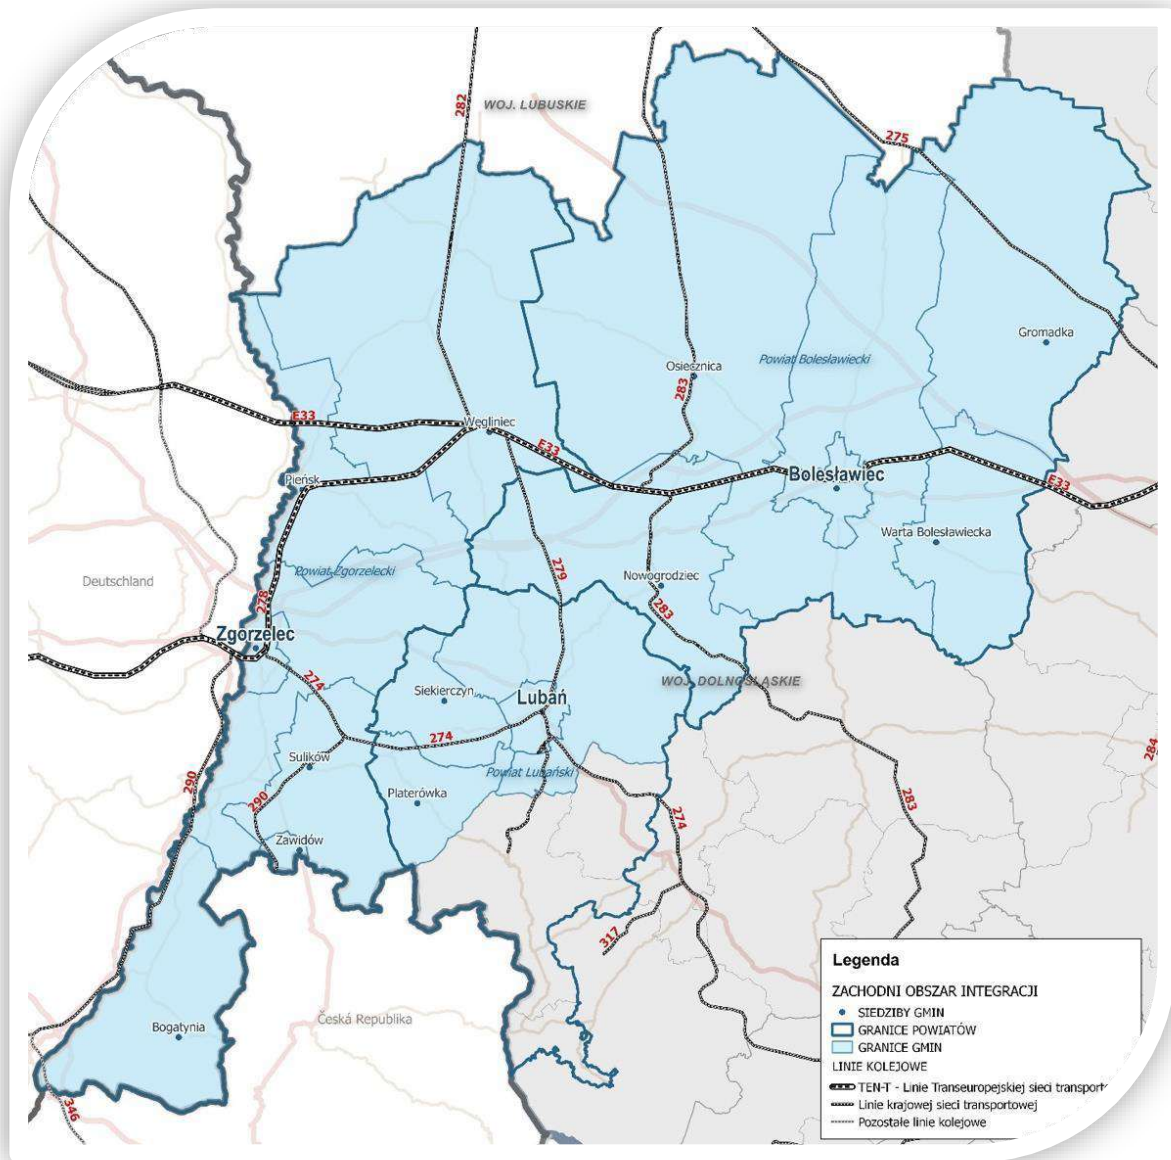 282
WOJ. LUBUSKIE
275
Gromadka
Osiecznica
Powiat Bolesławiecki
283
E33
Węgliniec
E33
Bolesławiec
E33
Pieńsk
Warta Bolesławiecka
Powiat Zgorzelecki
279
Nowogrodziec
Deutschland
278
283
Zgorzelec
274
Siekierczyn
Lubań
WOJ. DOLNOŚLĄSKIE
274
284
Sulików
Powiat Lubański
290
Platerówka
290
283
274
Zawidów
317
Bogatynia
Česká Republika
346
Legenda
ZACHODNI OBSZAR INTEGRACJI
SIEDZIBY GMIN
GRANICE POWIATÓW
GRANICE GMIN
LINIE KOLEJOWE
TEN-T - Linie Transeuropejskiej sieci transporto
Linie krajowej sieci transportowej
Pozostałe linie kolejowe